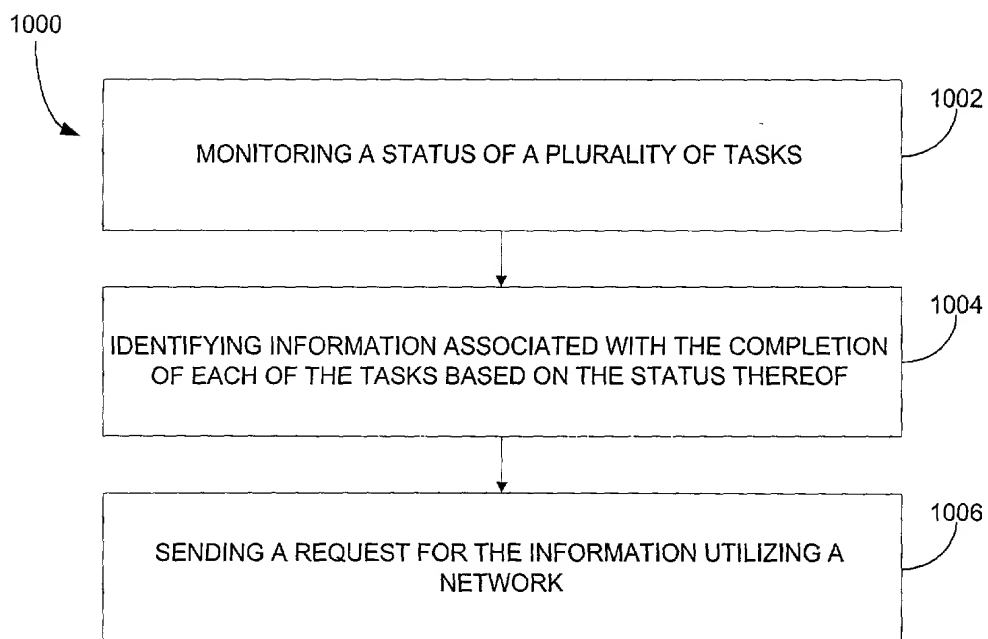 1000
1002
MONITORING A STATUS OF A PLURALITY OF TASKS
1004
IDENTIFYING INFORMATION ASSOCIATED WITH THE COMPLETION
OF EACH OF THE TASKS BASED ON THE STATUS THEREOF
1006
SENDING A REQUEST FOR THE INFORMATION UTILIZING A
NETWORK